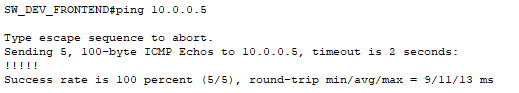 SW_DEV_FRONTEND#ping 10.0.0.5
Type escape sequence to abort.
Sending 5, 100-byte ICMP Echos to 10.0.0.5, timeout is 2 seconds:
!!!!!
Success rate is 100 percent (5/5), round-trip min/avg/max = 9/11/13 ms